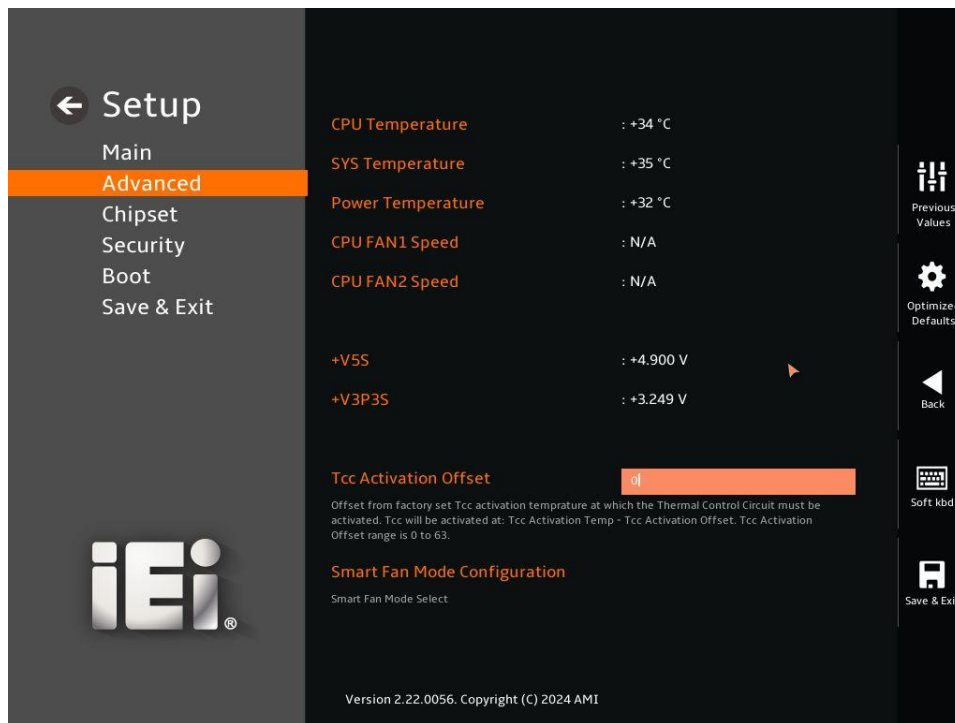 Setup
Main
Advanced
Chipset
Security
Boot
Save & Exit
CPU Temperature : +34 °C
SYS Temperature : +35 °C
Power Temperature : +32 °C
CPU FAN1 Speed : N/A
CPU FAN2 Speed : N/A
+V5S : +4.900 V
+V3P3S : +3.249 V
Tcc Activation Offset 0
Offset from factory set Tcc activation temprature at which the Thermal Control Circuit must be
activated. Tcc will be activated at: Tcc Activation Temp - Tcc Activation Offset. Tcc Activation
Offset range is 0 to 63.
Smart Fan Mode Configuration
Smart Fan Mode Select
Version 2.22.0056. Copyright (C) 2024 AMI
Previous
Values
Optimize
Defaults
Back
Soft kbd
Save & Exi
iEi®